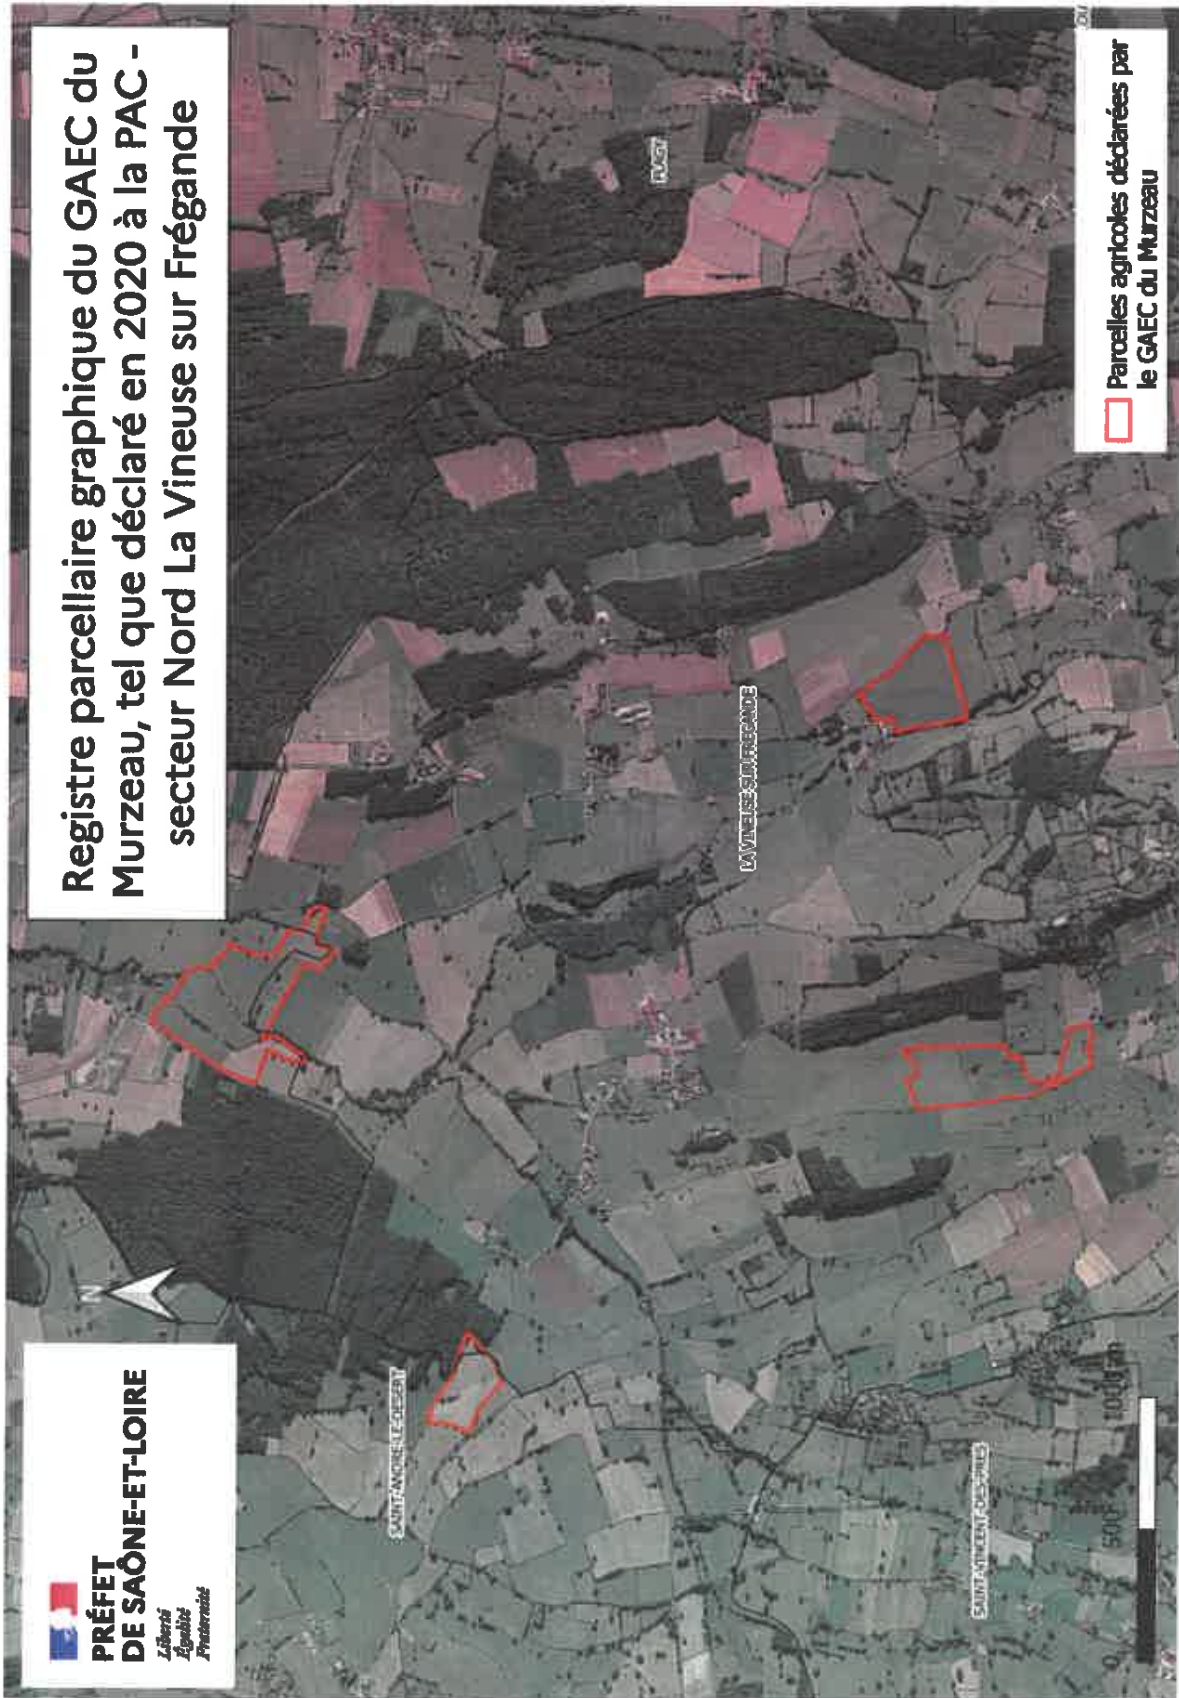 PRÉFET
DE SAÔNE-ET-LOIRE
Liberté
Égalité
Fraternité
Registre parcellaire graphique du GAEC du
Murzeau, tel que déclaré en 2020 à la PAC -
secteur Nord La Vineuse sur Frégande
N
SAINT-ANDRE-LE-DESERT
FLAGY
LA VINEUSE SUR FREGANDE
SAINT-VINCENT-DES-PRES
0 500 1000 m
Parcelles agricoles déclarées par
le GAEC du Murzeau